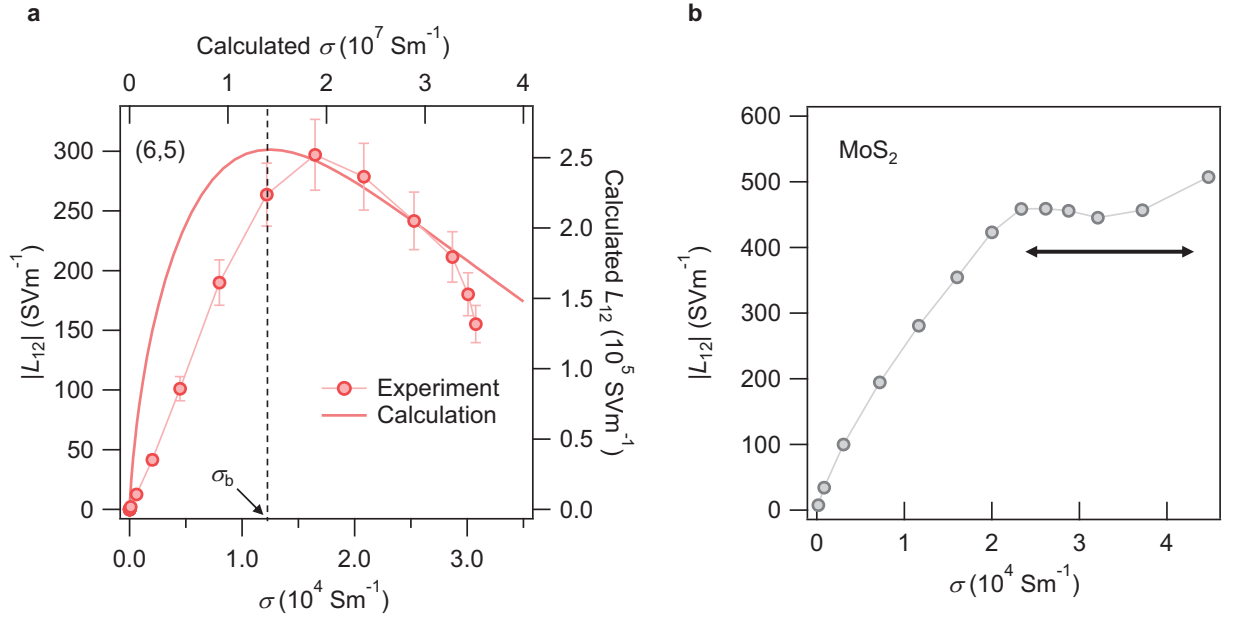 a
Calculated σ (10⁷ Sm⁻¹)
0 1 2 3 4
(6,5)
300
250
200
150
100
50
0
|L₁₂| (SVm⁻¹)
2.5
2.0
1.5
1.0
0.5
0.0
Calculated L₁₂ (10⁵ SVm⁻¹)
Experiment
Calculation
σb
0.0 1.0 2.0 3.0
σ (10⁴ Sm⁻¹)
b
MoS₂
600
500
400
300
200
100
0
|L₁₂| (SVm⁻¹)
0 1 2 3 4
σ (10⁴ Sm⁻¹)